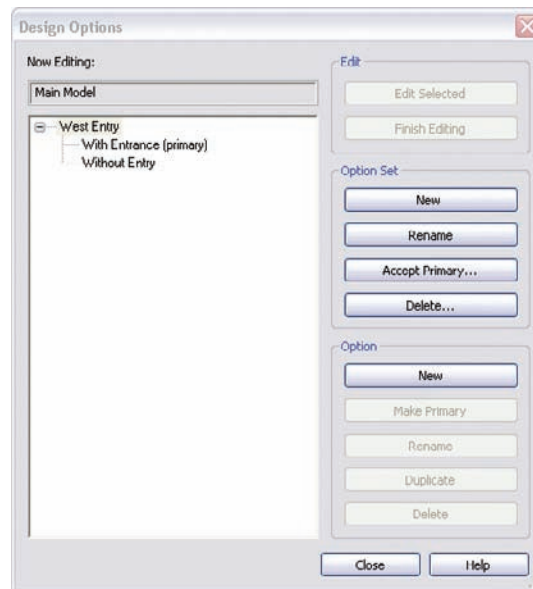 Design Options
Now Editing:
Main Model
West Entry
With Entrance (primary)
Without Entry
Edit
Edit Selected
Finish Editing
Option Set
New
Rename
Accept Primary...
Delete...
Option
New
Make Primary
Rename
Duplicate
Delete
Close
Help